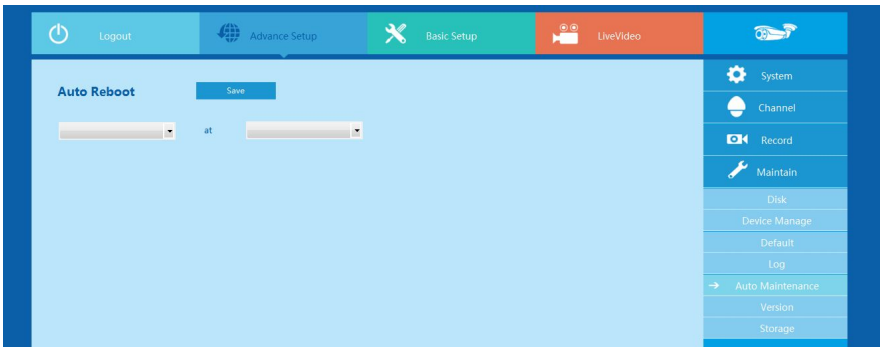 Logout
Advance Setup
Basic Setup
LiveVideo
Auto Reboot
Save
at
System
Channel
Record
Maintain
Disk
Device Manage
Default
Log
Auto Maintenance
Version
Storage